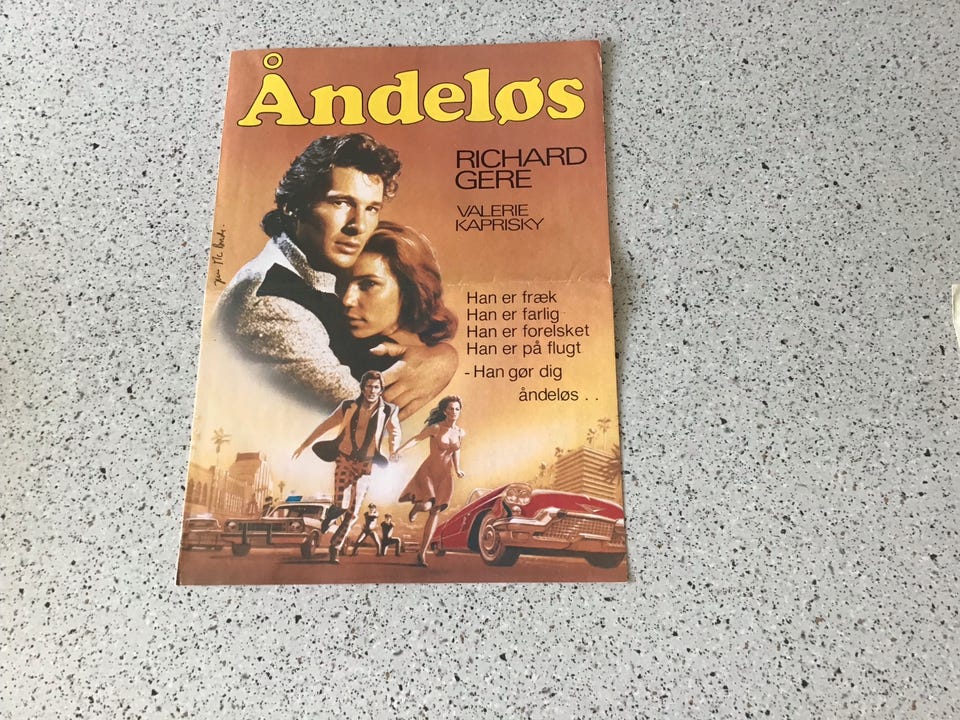 Åndeløs
RICHARD
GERE
VALERIE
KAPRISKY
Han er fræk
Han er farlig
Han er forelsket
Han er på flugt
- Han gør dig
åndeløs . .